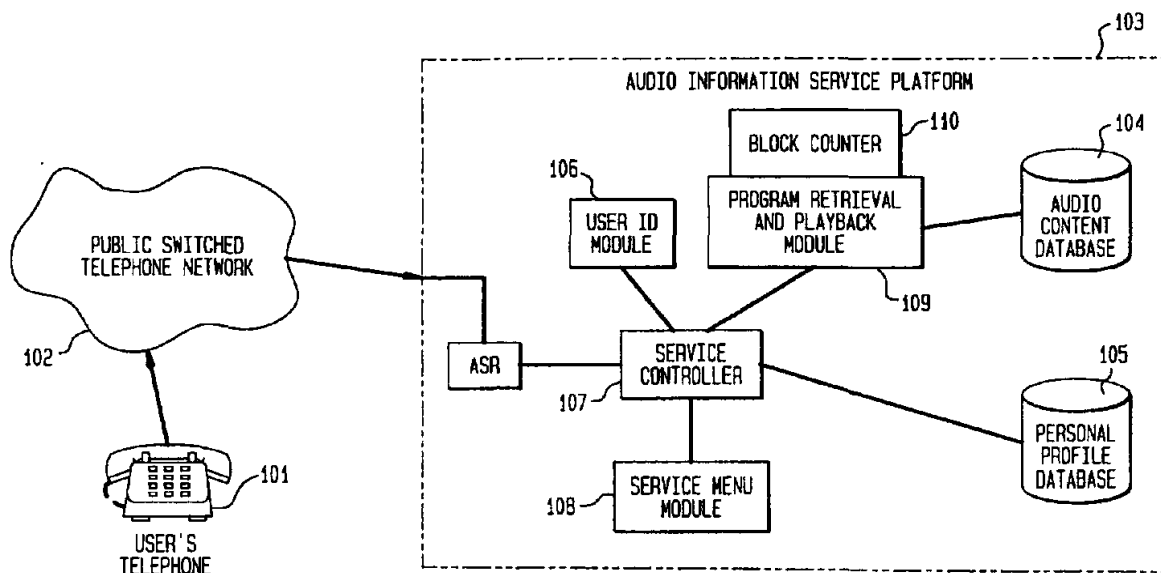 103
AUDIO INFORMATION SERVICE PLATFORM
110
BLOCK COUNTER
104
106
USER ID
MODULE
PROGRAM RETRIEVAL
AND PLAYBACK
MODULE
AUDIO
CONTENT
DATABASE
PUBLIC SWITCHED
TELEPHONE NETWORK
109
102
ASR
SERVICE
CONTROLLER
107
105
PERSONAL
PROFILE
DATABASE
101
SERVICE MENU
MODULE
108
USER'S
TELEPHONE